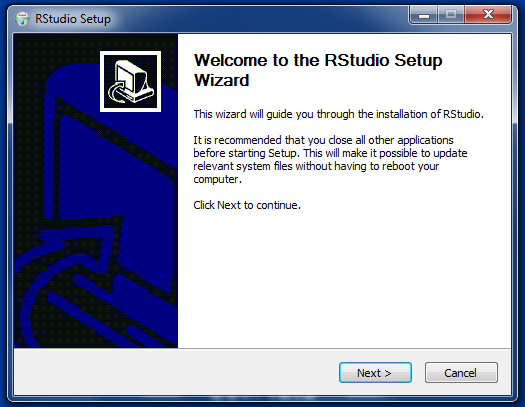 RStudio Setup
Welcome to the RStudio Setup
Wizard
This wizard will guide you through the installation of RStudio.
It is recommended that you close all other applications
before starting Setup. This will make it possible to update
relevant system files without having to reboot your
computer.
Click Next to continue.
Next >
Cancel